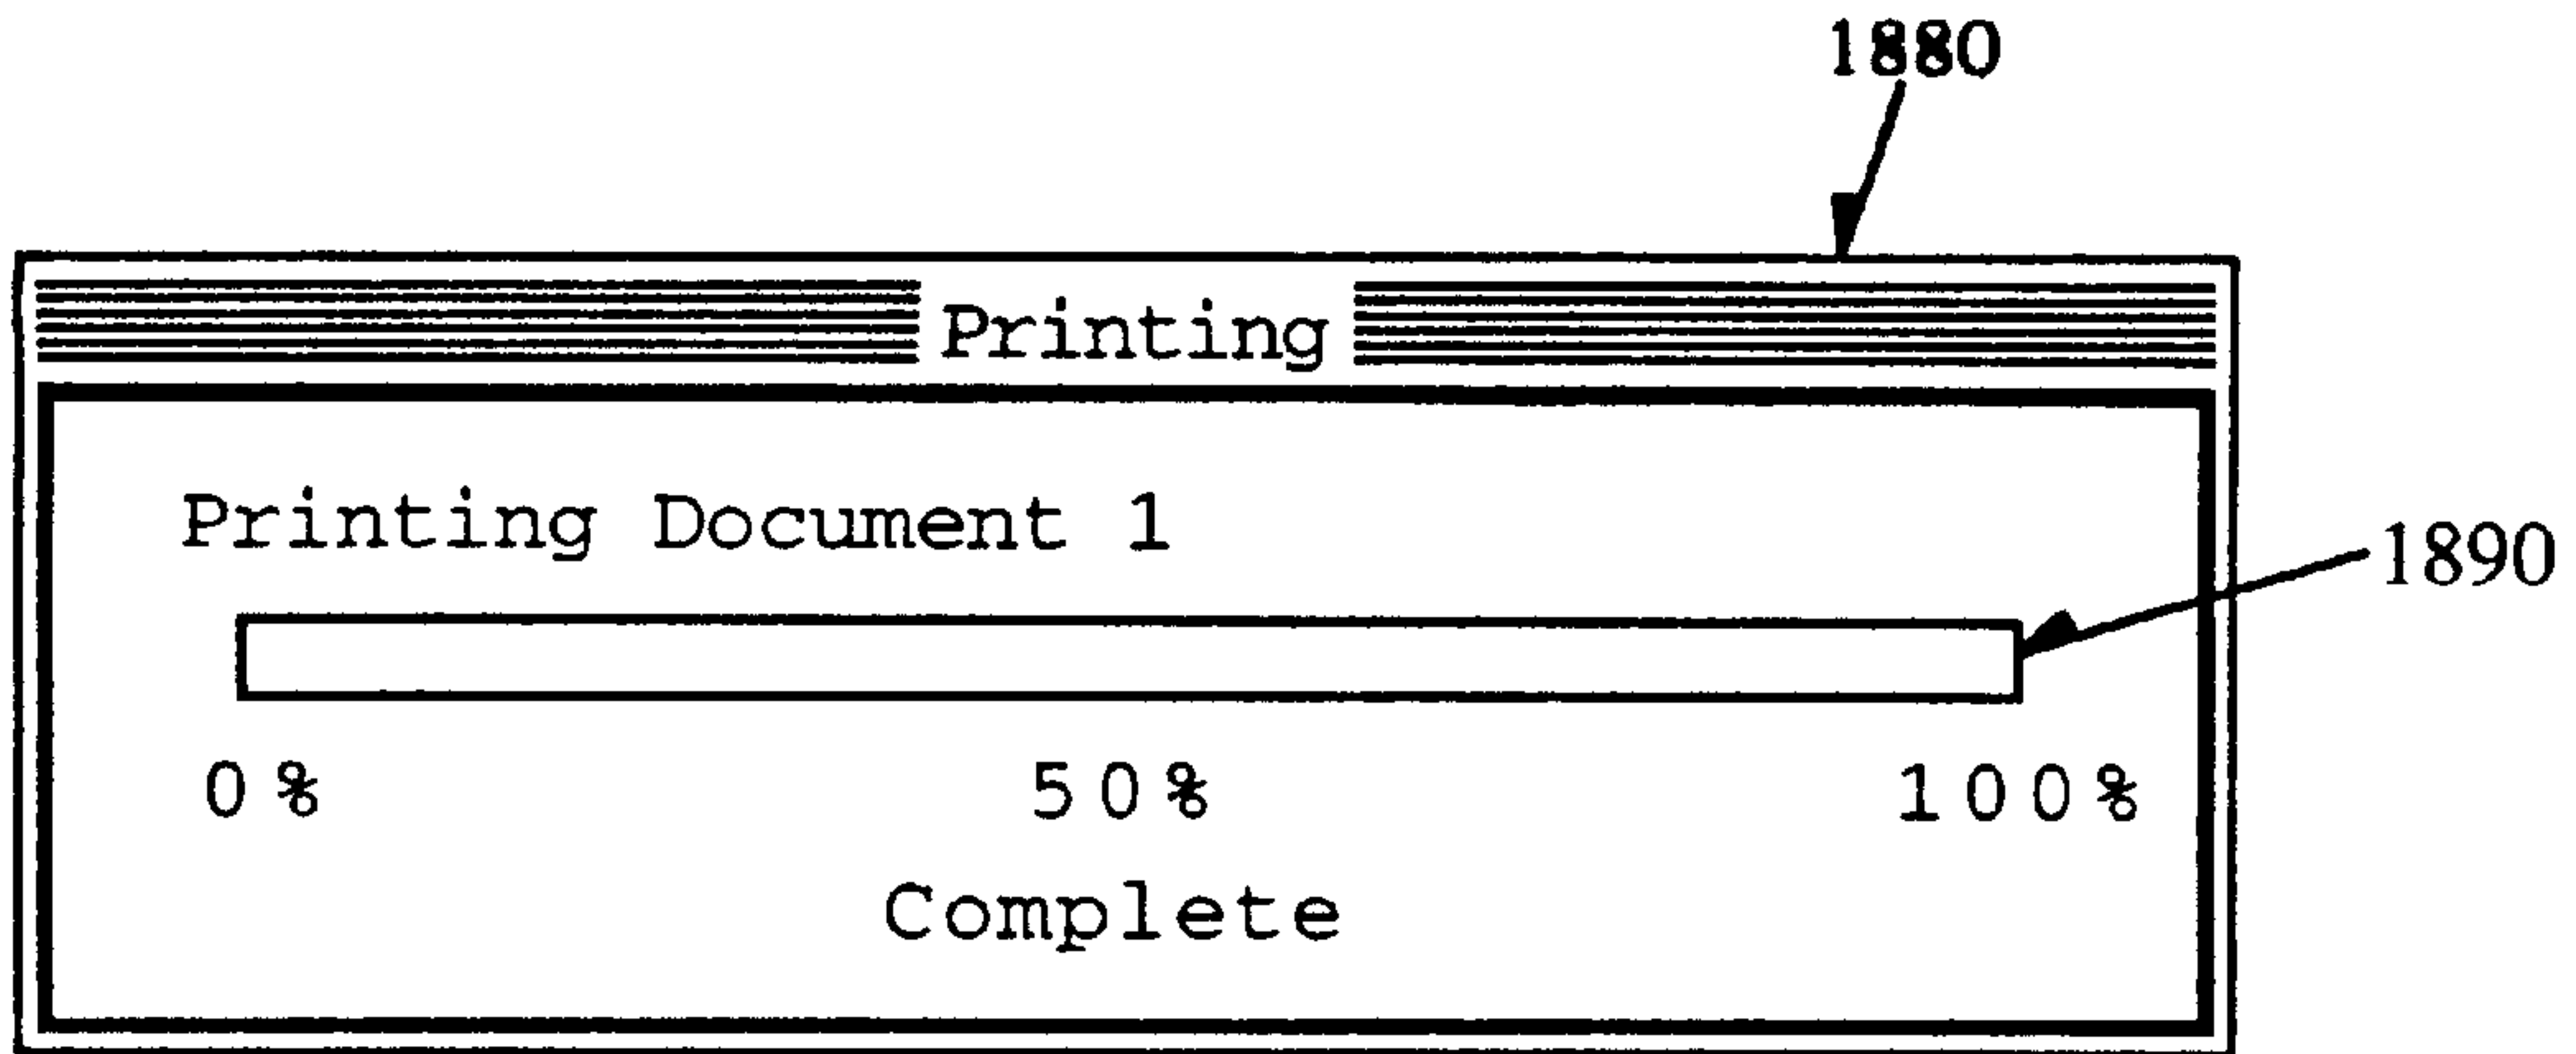 1880
Printing
Printing Document 1
1890
0% 50% 100%
Complete